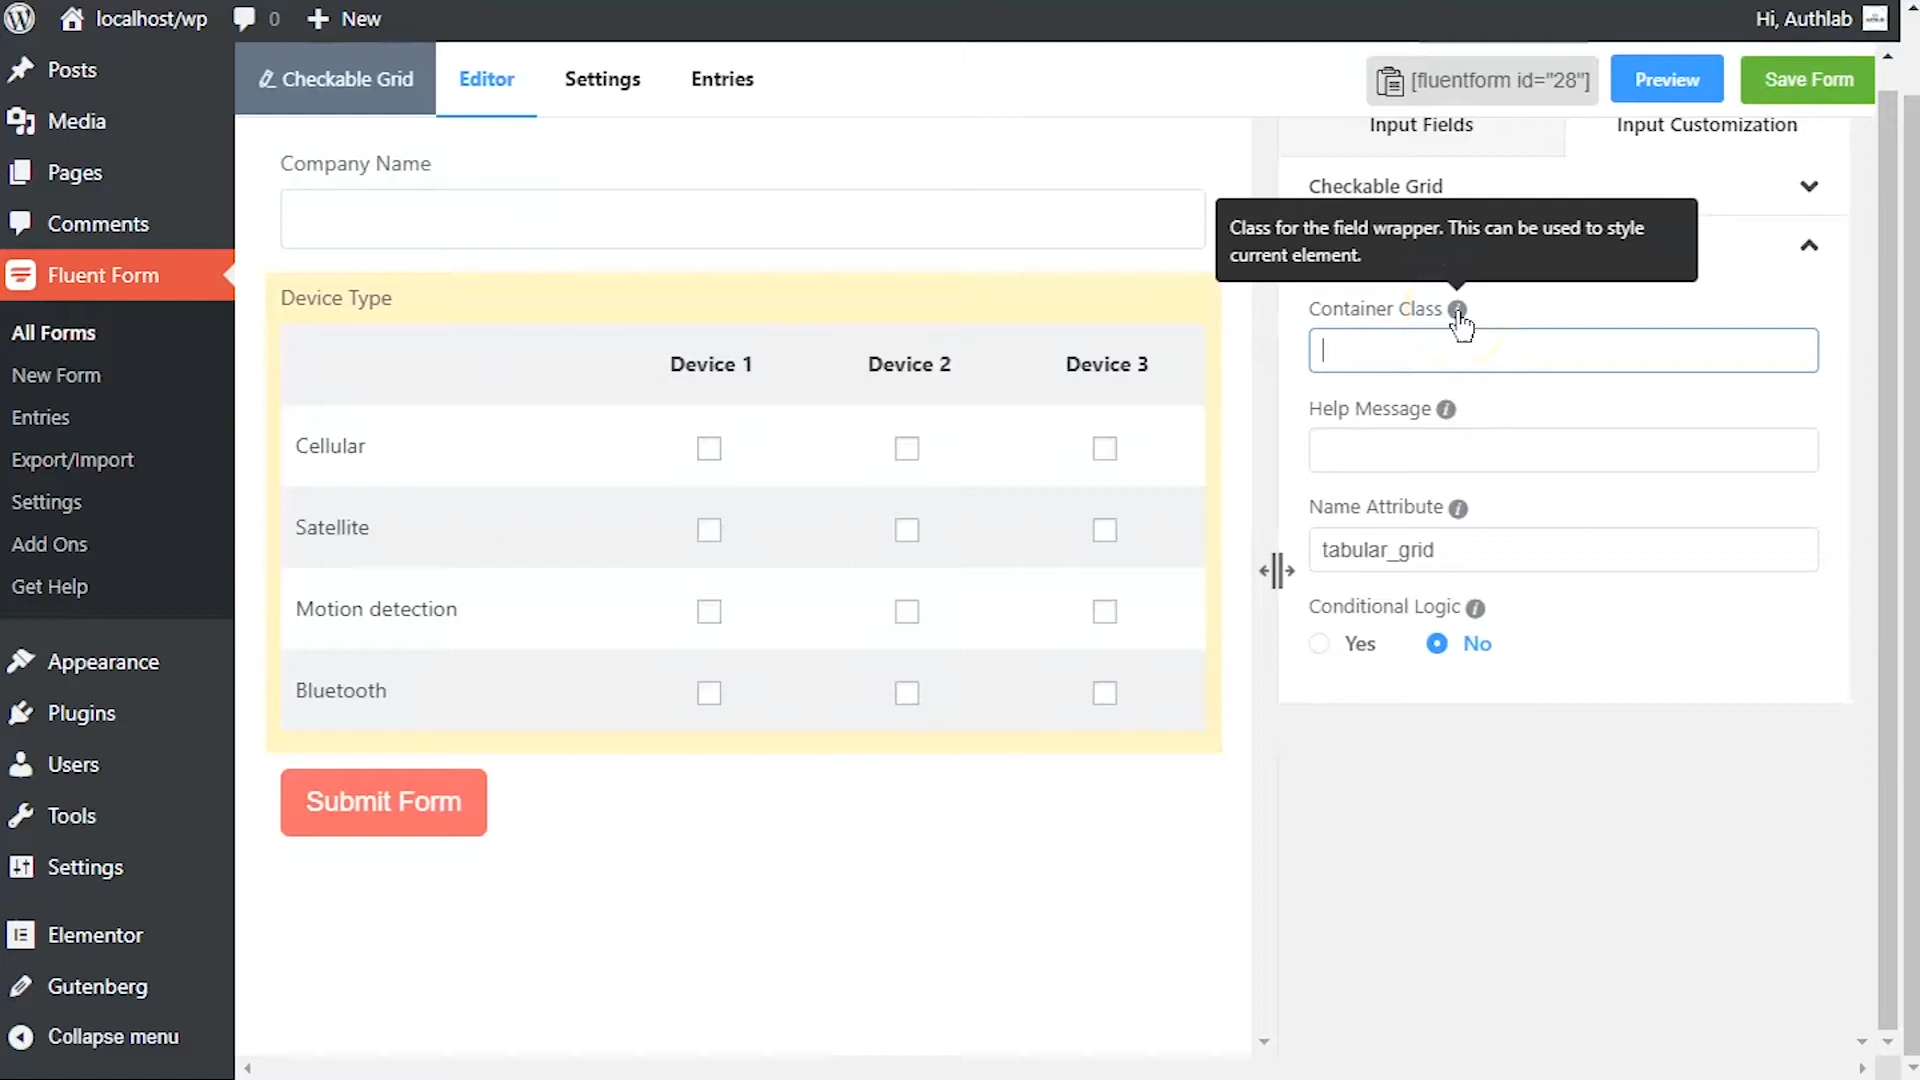 localhost/wp
0
New
Hi, Authlab
Posts
Media
Pages
Comments
Fluent Form
All Forms
New Form
Entries
Export/Import
Settings
Add Ons
Get Help
Appearance
Plugins
Users
Tools
Settings
Elementor
Gutenberg
Collapse menu
Checkable Grid
Editor
Settings
Entries
[fluentform id="28"]
Preview
Save Form
Company Name
Device Type
Device 1 Device 2 Device 3
Cellular
Satellite
Motion detection
Bluetooth
Submit Form
Input Fields
Input Customization
Checkable Grid
Class for the field wrapper. This can be used to style
current element.
Container Class
Help Message
Name Attribute
tabular_grid
Conditional Logic
Yes
No